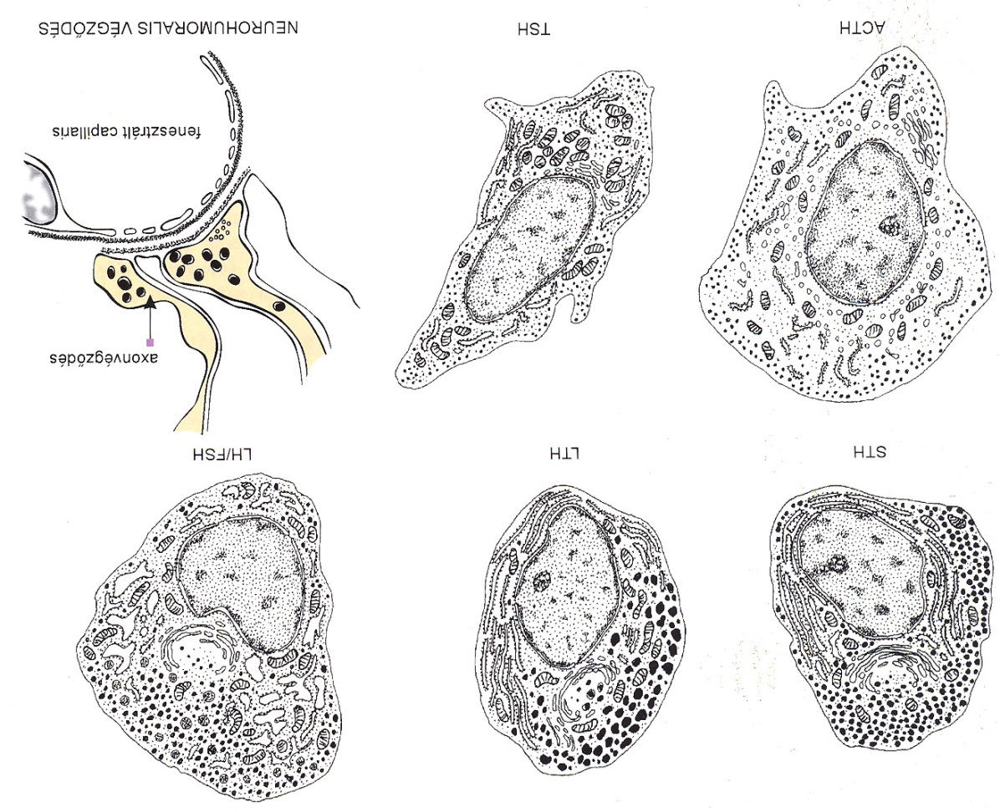 STH
LTH
LH/FSH
axonvégződés
fenesztrált capillaris
ACTH
TSH
NEUROHUMORALIS VÉGZŐDÉS